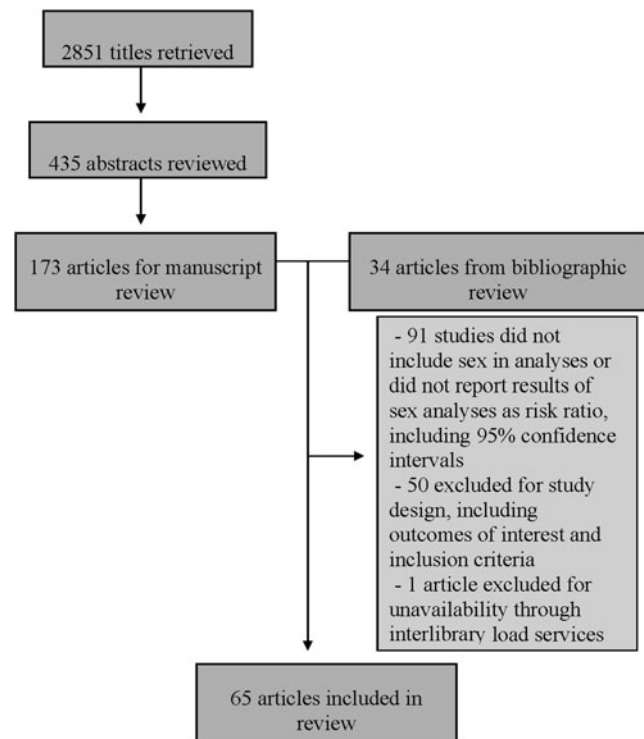 2851 titles retrieved
435 abstracts reviewed
173 articles for manuscript
review
34 articles from bibliographic
review
- 91 studies did not
include sex in analyses or
did not report results of
sex analyses as risk ratio,
including 95% confidence
intervals
- 50 excluded for study
design, including
outcomes of interest and
inclusion criteria
- 1 article excluded for
unavailability through
interlibrary load services
65 articles included in
review